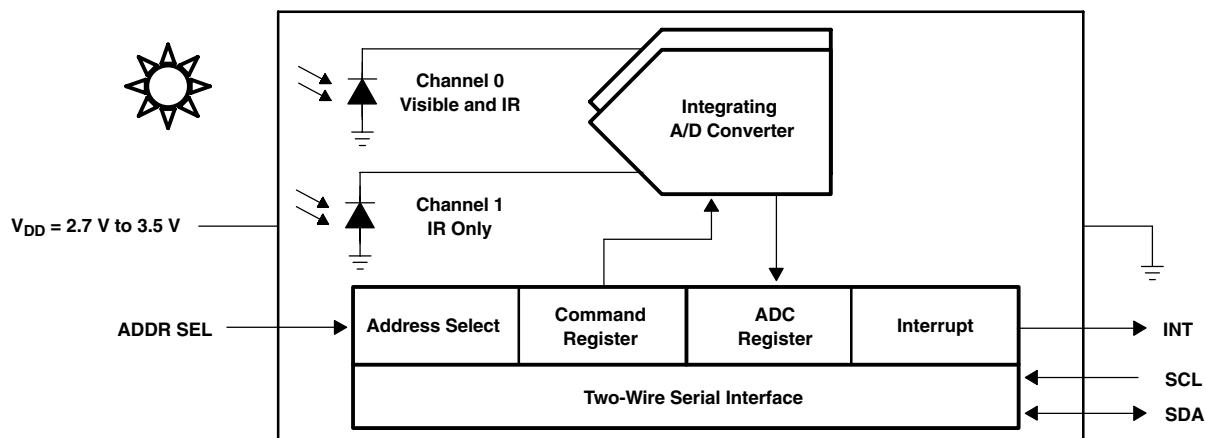 Channel 0
Visible and IR
Integrating
A/D Converter
Channel 1
IR Only
VDD = 2.7 V to 3.5 V
ADDR SEL
Address Select
Command
Register
ADC
Register
Interrupt
INT
Two-Wire Serial Interface
SCL
SDA